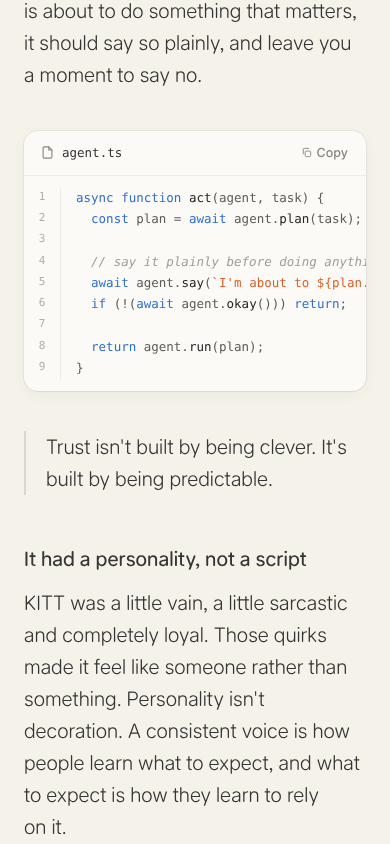 is about to do something that matters,
it should say so plainly, and leave you
a moment to say no.
agent.ts
Copy
1 async function act(agent, task) {
2 const plan = await agent.plan(task);
3
4 // say it plainly before doing anythi
5 await agent.say(`I'm about to ${plan.
6 if (!(await agent.okay())) return;
7
8 return agent.run(plan);
9 }
Trust isn't built by being clever. It's
built by being predictable.
It had a personality, not a script
KITT was a little vain, a little sarcastic
and completely loyal. Those quirks
made it feel like someone rather than
something. Personality isn't
decoration. A consistent voice is how
people learn what to expect, and what
to expect is how they learn to rely
on it.